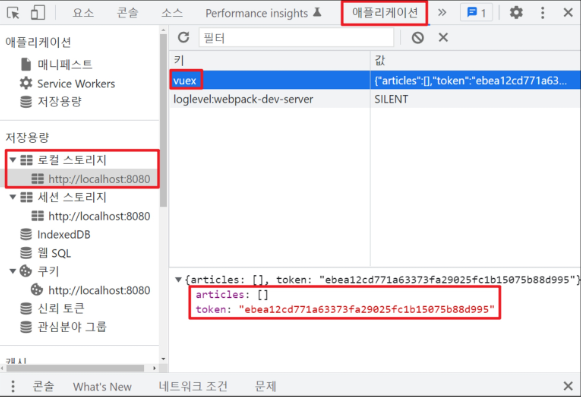 요소 콘솔 소스 Performance insights 애플리케이션 » 1
애플리케이션
매니페스트
Service Workers
저장용량
저장용량
로컬 스토리지
http://localhost:8080
세션 스토리지
http://localhost:8080
IndexedDB
웹 SQL
쿠키
http://localhost:8080
신뢰 토큰
관심분야 그룹
캐시
필터
키 값
vuex {"articles":[],"token":"ebea12cd771a63...
loglevel:webpack-dev-server SILENT
{articles: [], token: "ebea12cd771a63373fa29025fc1b15075b88d995"}
articles: []
token: "ebea12cd771a63373fa29025fc1b15075b88d995"
콘솔 What's New 네트워크 조건 문제